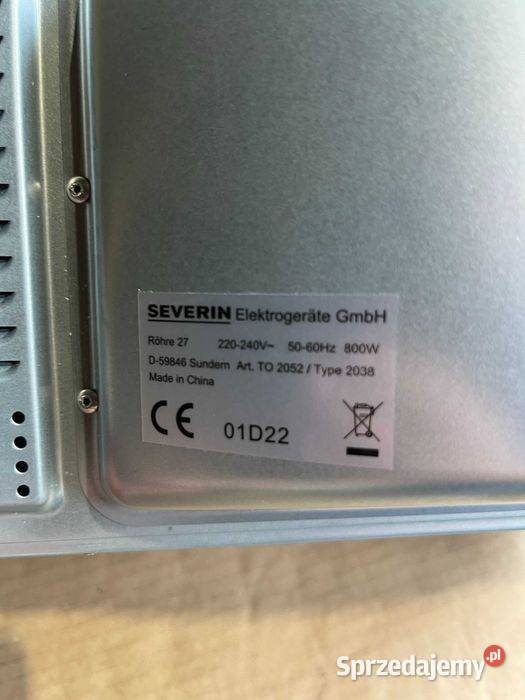 SEVERIN Elektrogeräte GmbH
Röhre 27 220-240V~ 50-60Hz 800W
D-59846 Sundern Art. TO 2052 / Type 2038
Made in China
CE 01D22
Sprzedajemy.pl